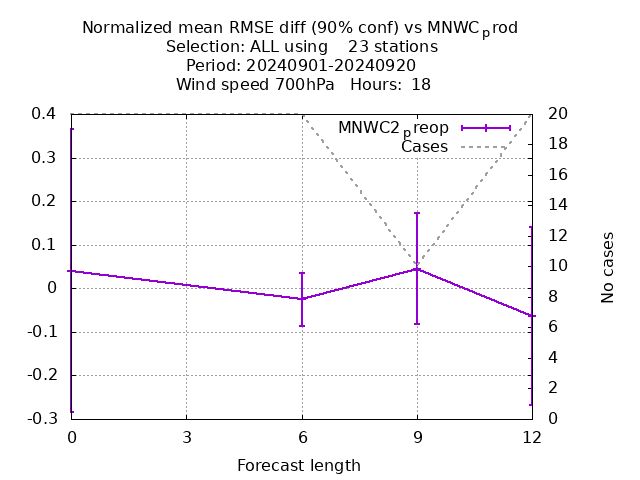 Normalized mean RMSE diff (90% conf) vs MNWCprod
Selection: ALL using 23 stations
Period: 20240901-20240920
Wind speed 700hPa Hours: 18
0.4
0.3
0.2
0.1
0
-0.1
-0.2
-0.3
MNWC2preop
Cases
20
18
16
14
12
10
8
6
4
2
0
No cases
0 3 6 9 12
Forecast length